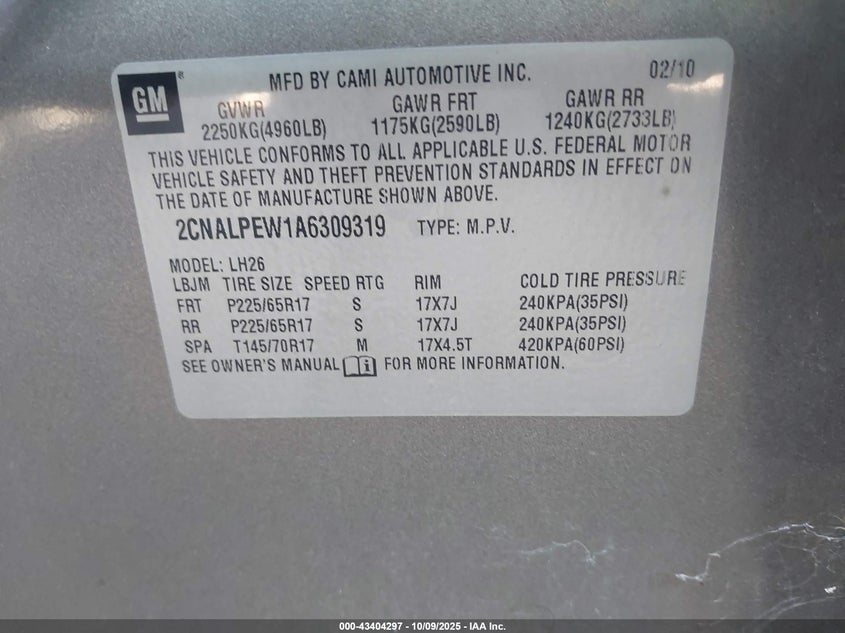 GM ® MFD BY CAMI AUTOMOTIVE INC. 02/10
GVWR GAWR FRT GAWR RR
2250KG(4960LB) 1175KG(2590LB) 1240KG(2733LB)
THIS VEHICLE CONFORMS TO ALL APPLICABLE U.S. FEDERAL MOTOR
VEHICLE SAFETY AND THEFT PREVENTION STANDARDS IN EFFECT ON
THE DATE OF MANUFACTURE SHOWN ABOVE.
2CNALPEW1A6309319 TYPE: M.P.V.
MODEL: LH26
LBJM TIRE SIZE SPEED RTG RIM COLD TIRE PRESSURE
FRT P225/65R17 S 17X7J 240KPA(35PSI)
RR P225/65R17 S 17X7J 240KPA(35PSI)
SPA T145/70R17 M 17X4.5T 420KPA(60PSI)
SEE OWNER'S MANUAL i FOR MORE INFORMATION.
000-43404297 - 10/09/2025 - IAA Inc.